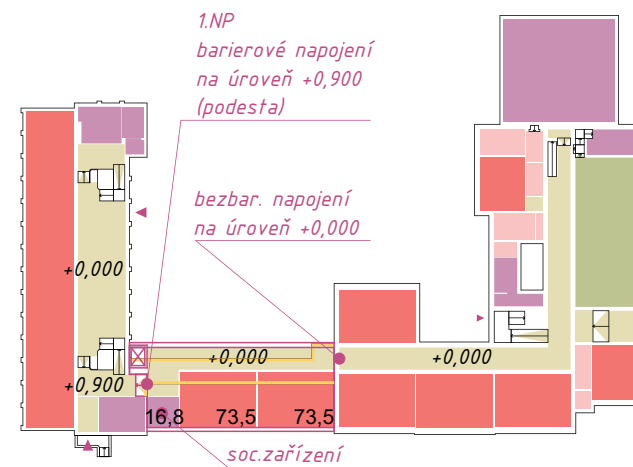 1.NP
barierové napojení
na úroveň +0,900
(podesta)
bezbar. napojení
na úroveň +0,000
+0,000
+0,000
+0,000
+0,900
16,8
73,5
73,5
soc.zařízení